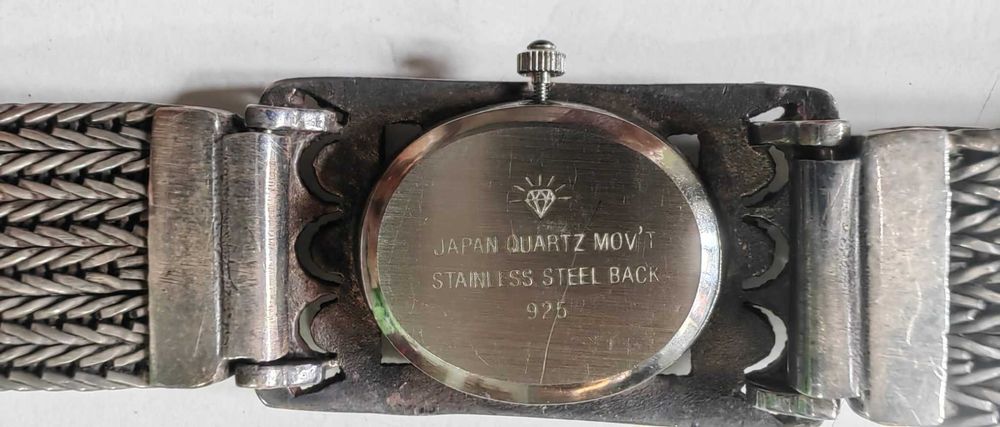 JAPAN QUARTZ MOV'T
STAINLESS STEEL BACK
925